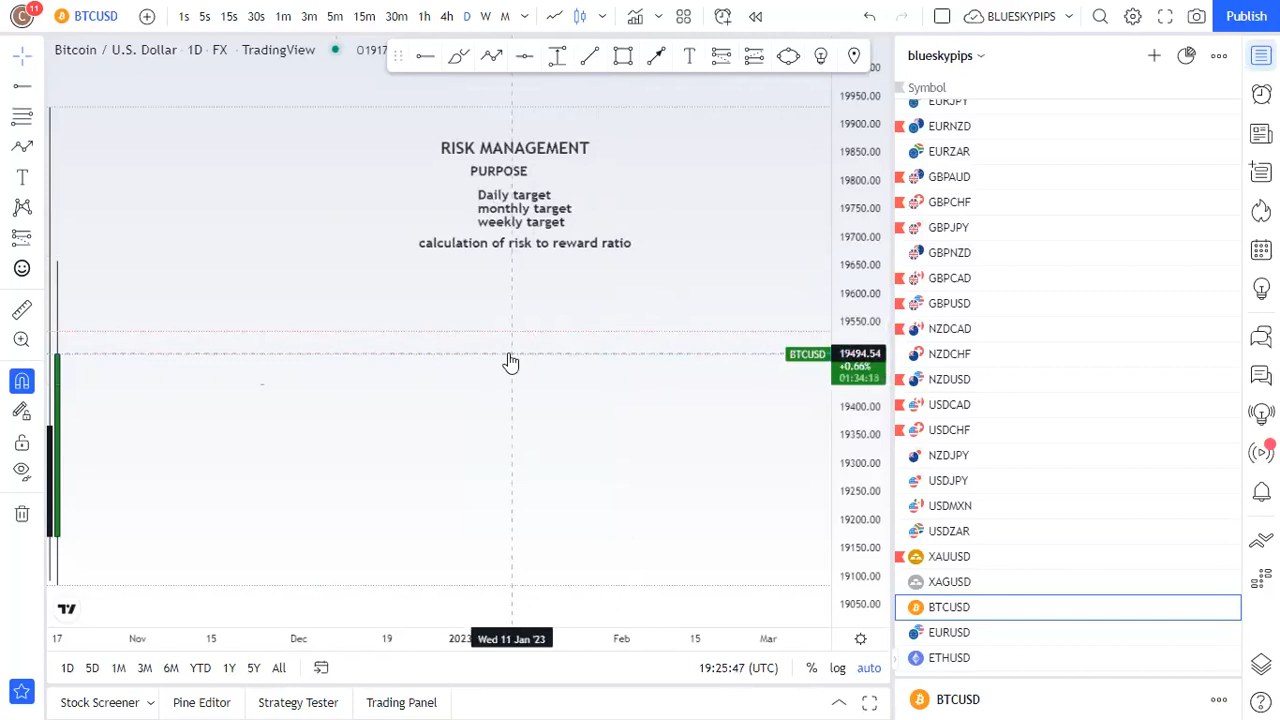 C 11
BTCUSD
1s 5s 15s 30s 1m 3m 5m 15m 30m 1h 4h D W M
BLUESKYPIPS
Publish
Bitcoin / U.S. Dollar · 1D · FX · TradingView
O1917
blueskypips
Symbol
EURJPY
EURNZD
EURZAR
GBPAUD
GBPCHF
GBPJPY
GBPNZD
GBPCAD
GBPUSD
NZDCAD
NZDCHF
NZDUSD
USDCAD
USDCHF
NZDJPY
USDJPY
USDMXN
USDZAR
XAUUSD
XAGUSD
BTCUSD
EURUSD
ETHUSD
RISK MANAGEMENT
PURPOSE
Daily target
monthly target
weekly target
calculation of risk to reward ratio
19950.00
19900.00
19850.00
19800.00
19750.00
19700.00
19650.00
19600.00
19550.00
BTCUSD 19494.54
+0.66%
01:34:13
19400.00
19350.00
19300.00
19250.00
19200.00
19150.00
19100.00
19050.00
17 Nov 15 Dec 19 2023 Wed 11 Jan '23 Feb 15 Mar
1D 5D 1M 3M 6M YTD 1Y 5Y All
19:25:47 (UTC) % log auto
Stock Screener Pine Editor Strategy Tester Trading Panel
BTCUSD